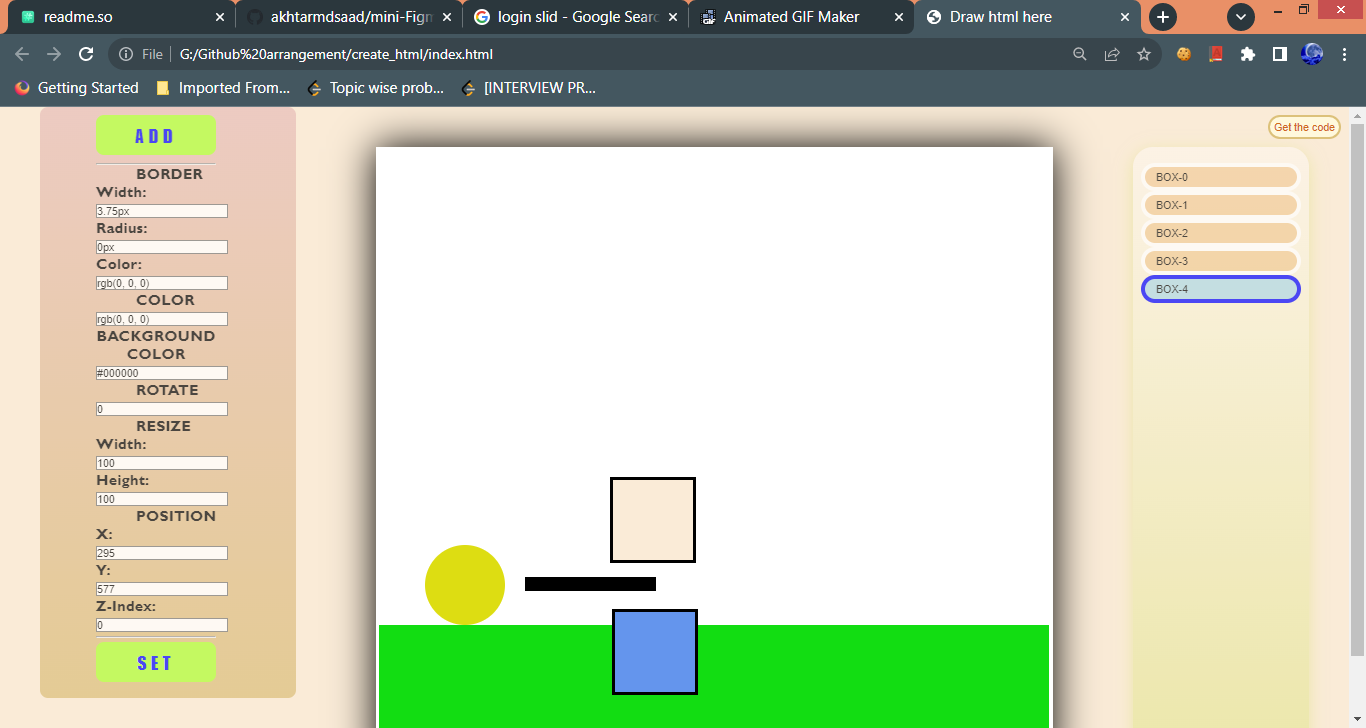 readme.so
akhtarmdsaad/mini-Figm
login slid - Google Searc
Animated GIF Maker
Draw html here
File
G:/Github%20arrangement/create_html/index.html
Getting Started
Imported From...
Topic wise prob...
[INTERVIEW PR...
ADD
BORDER
Width:
3.75px
Radius:
0px
Color:
rgb(0, 0, 0)
COLOR
rgb(0, 0, 0)
BACKGROUND
COLOR
#000000
ROTATE
0
RESIZE
Width:
100
Height:
100
POSITION
X:
295
Y:
577
Z-Index:
0
SET
Get the code
BOX-0
BOX-1
BOX-2
BOX-3
BOX-4